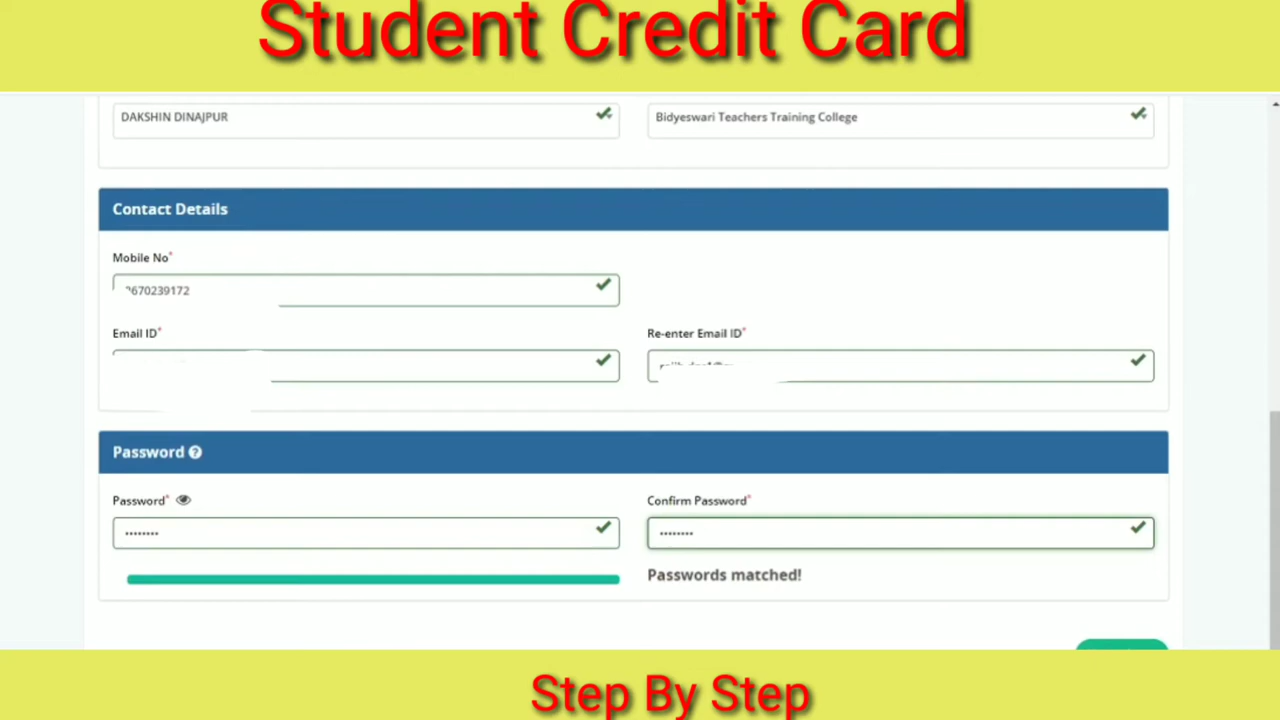 Student Credit Card
DAKSHIN DINAJPUR
Bidyeswari Teachers Training College
Contact Details
Mobile No*
670239172
Email ID*
Re-enter Email ID*
Password
Password*
Confirm Password*
••••••••
••••••••
Passwords matched!
Step By Step